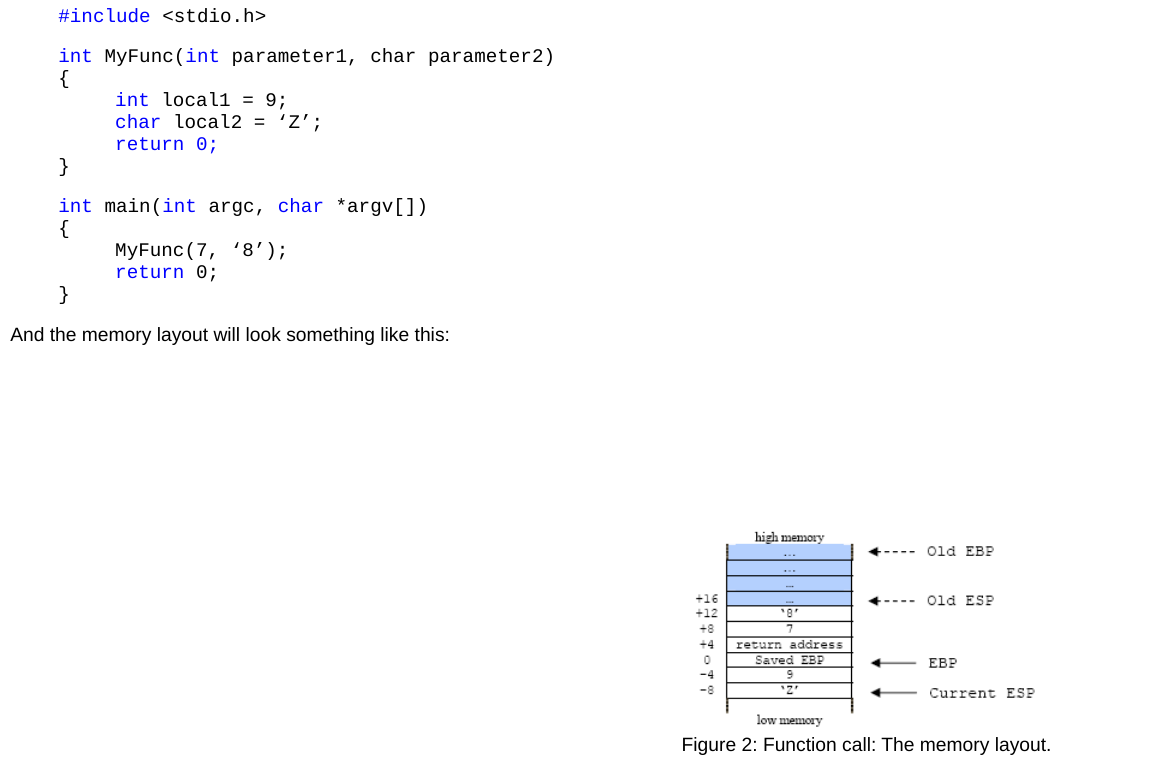 #include <stdio.h>
int MyFunc(int parameter1, char parameter2)
{
int local1 = 9;
char local2 = ‘Z’;
return 0;
}
int main(int argc, char *argv[])
{
MyFunc(7, ‘8’);
return 0;
}
And the memory layout will look something like this:
high memory
... Old EBP
...
...
+16 ... Old ESP
+12 ‘8’
+8 7
+4 return address
0 Saved EBP EBP
-4 9
-8 ‘Z’ Current ESP
low memory
Figure 2: Function call: The memory layout.